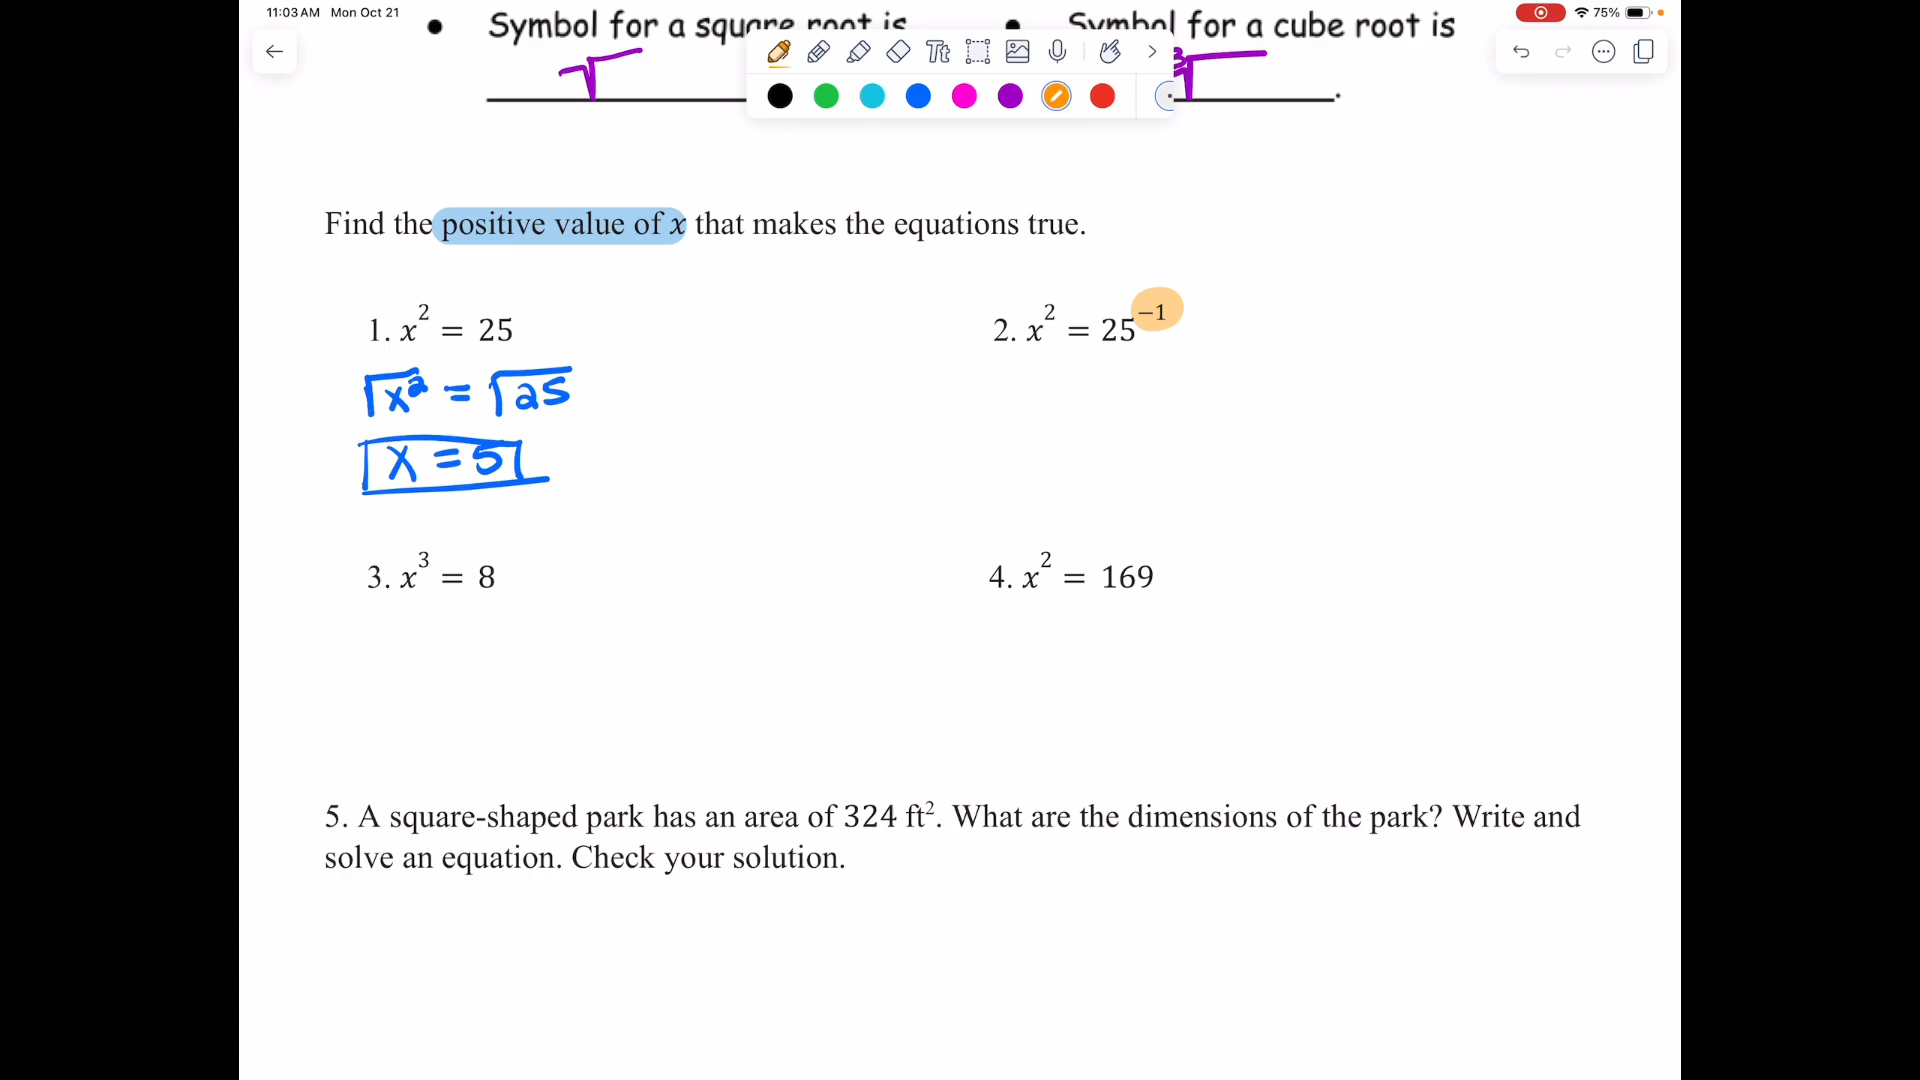 11:03 AM Mon Oct 21
75%
Symbol for a square root is
Symbol for a cube root is
√
3√
Tt
Find the positive value of x that makes the equations true.
1. x² = 25
2. x² = 25⁻¹
√x² = √25
x = 5
3. x³ = 8
4. x² = 169
5. A square-shaped park has an area of 324 ft². What are the dimensions of the park? Write and
solve an equation. Check your solution.